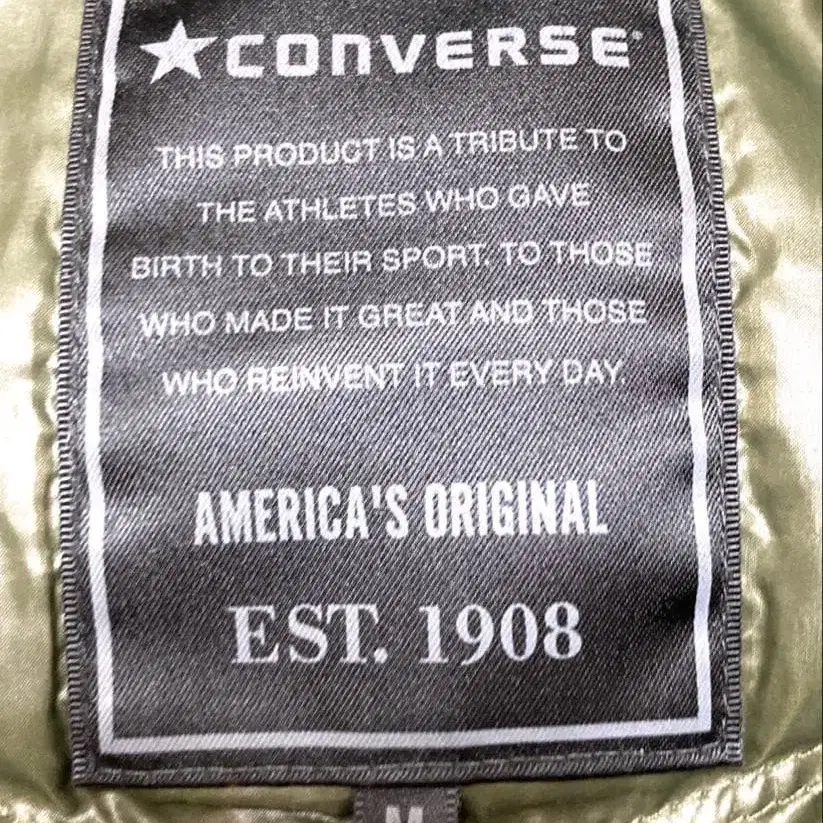 CONVERSE®
THIS PRODUCT IS A TRIBUTE TO
THE ATHLETES WHO GAVE
BIRTH TO THEIR SPORT. TO THOSE
WHO MADE IT GREAT AND THOSE
WHO REINVENT IT EVERY DAY.
AMERICA'S ORIGINAL
EST. 1908
M